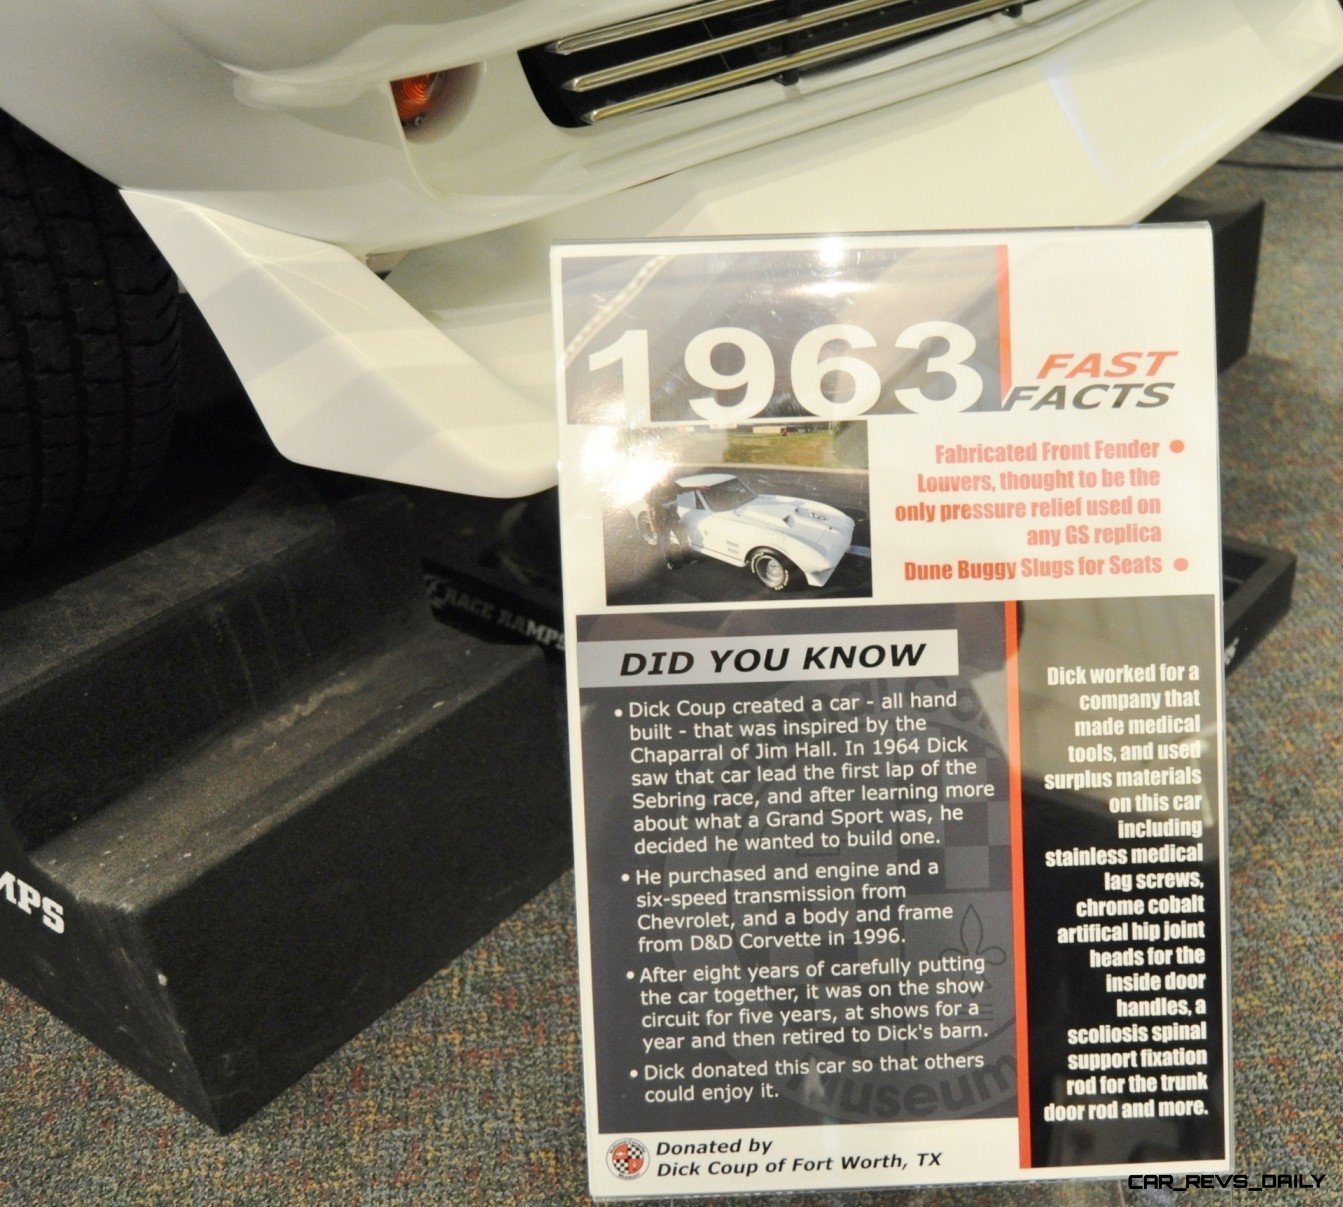 1963
FAST
FACTS
Fabricated Front Fender •
Louvers, thought to be the
only pressure relief used on
any GS replica
Dune Buggy Slugs for Seats •
RACE RAMPS
DID YOU KNOW
• Dick Coup created a car - all hand
built - that was inspired by the
Chaparral of Jim Hall. In 1964 Dick
saw that car lead the first lap of the
Sebring race, and after learning more
about what a Grand Sport was, he
decided he wanted to build one.
• He purchased and engine and a
six-speed transmission from
Chevrolet, and a body and frame
from D&D Corvette in 1996.
• After eight years of carefully putting
the car together, it was on the show
circuit for five years, at shows for a
year and then retired to Dick's barn.
• Dick donated this car so that others
could enjoy it.
Museum
Dick worked for a
company that
made medical
tools, and used
surplus materials
on this car
including
stainless medical
lag screws,
chrome cobalt
artifical hip joint
heads for the
inside door
handles, a
scoliosis spinal
support fixation
rod for the trunk
door rod and more.
MPS
Donated by
Dick Coup of Fort Worth, TX
CAR_REVS_DAILY